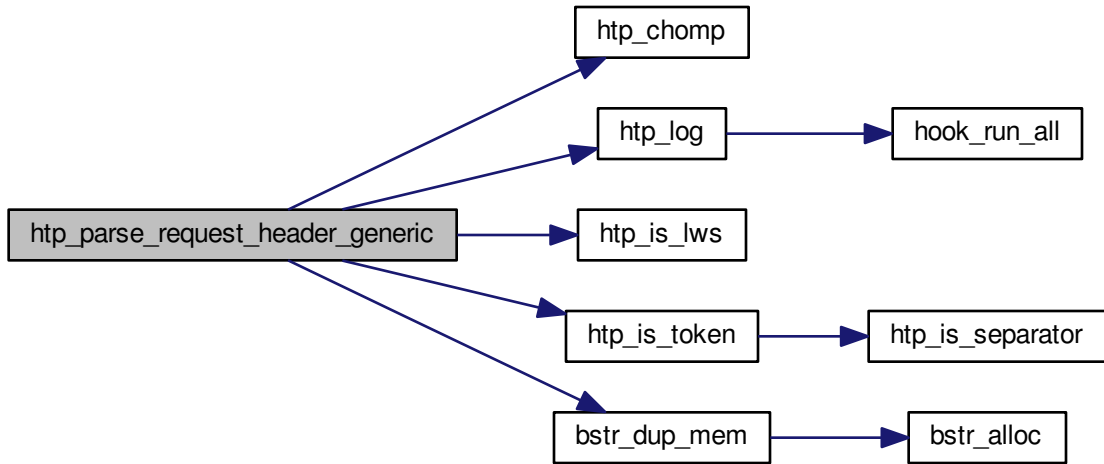 htp_chomp
htp_log
hook_run_all
htp_parse_request_header_generic
htp_is_lws
htp_is_token
htp_is_separator
bstr_dup_mem
bstr_alloc